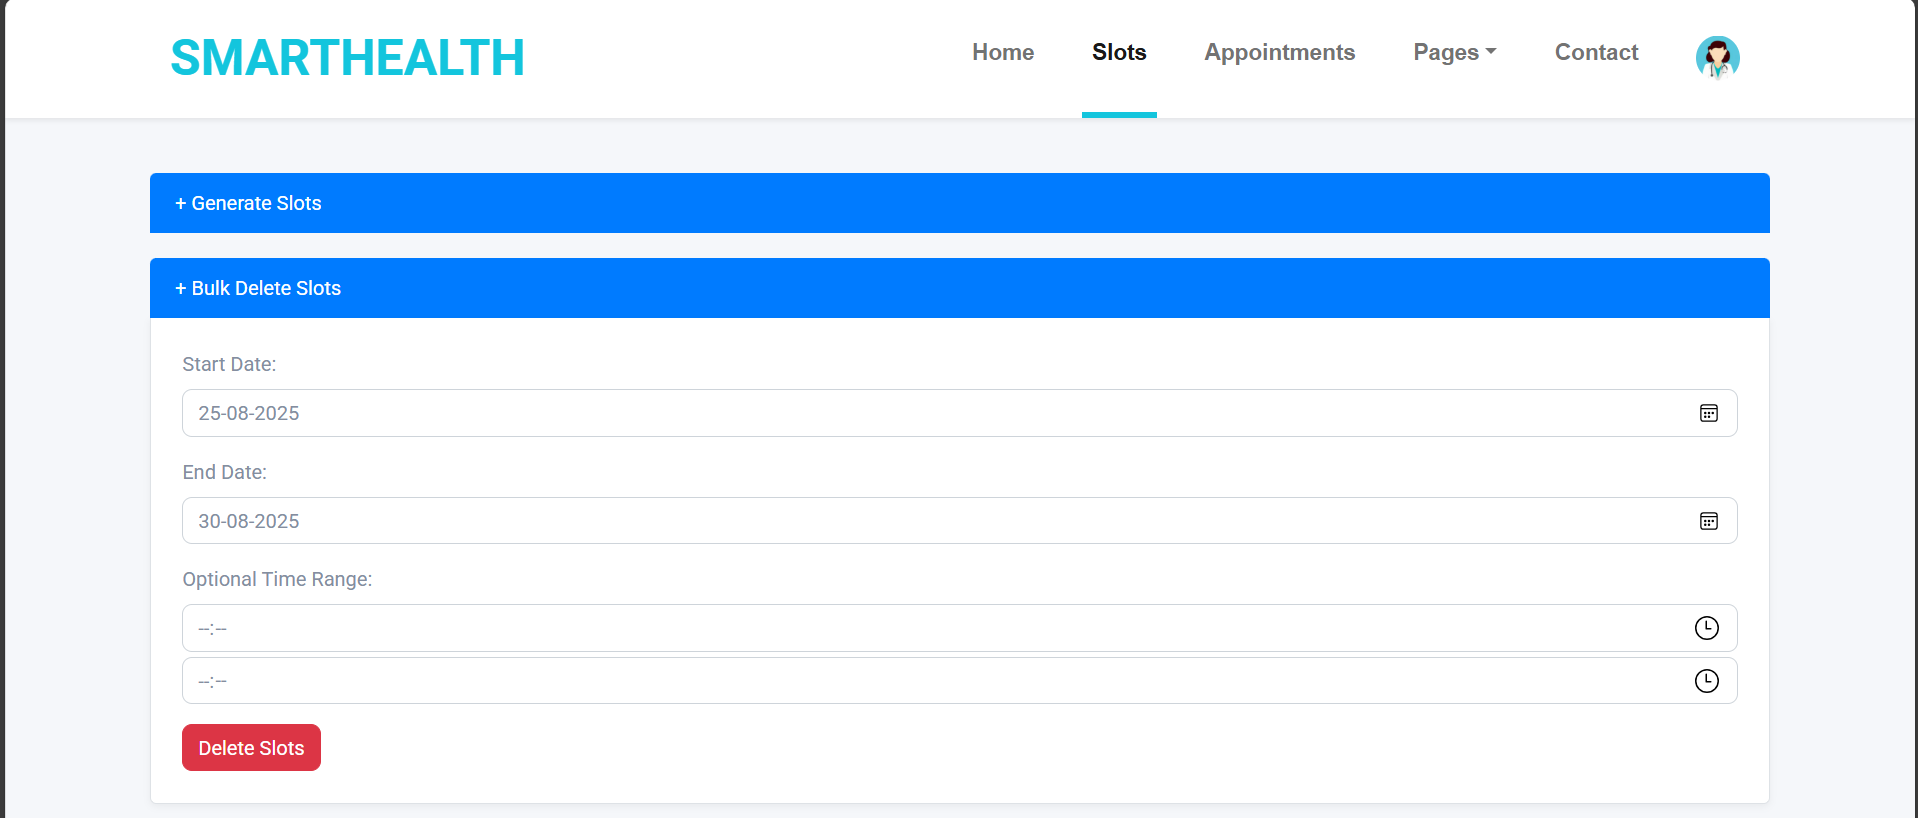 SMARTHEALTH
Home Slots Appointments Pages Contact
+ Generate Slots
+ Bulk Delete Slots
Start Date:
25-08-2025
End Date:
30-08-2025
Optional Time Range:
--:--
--:--
Delete Slots